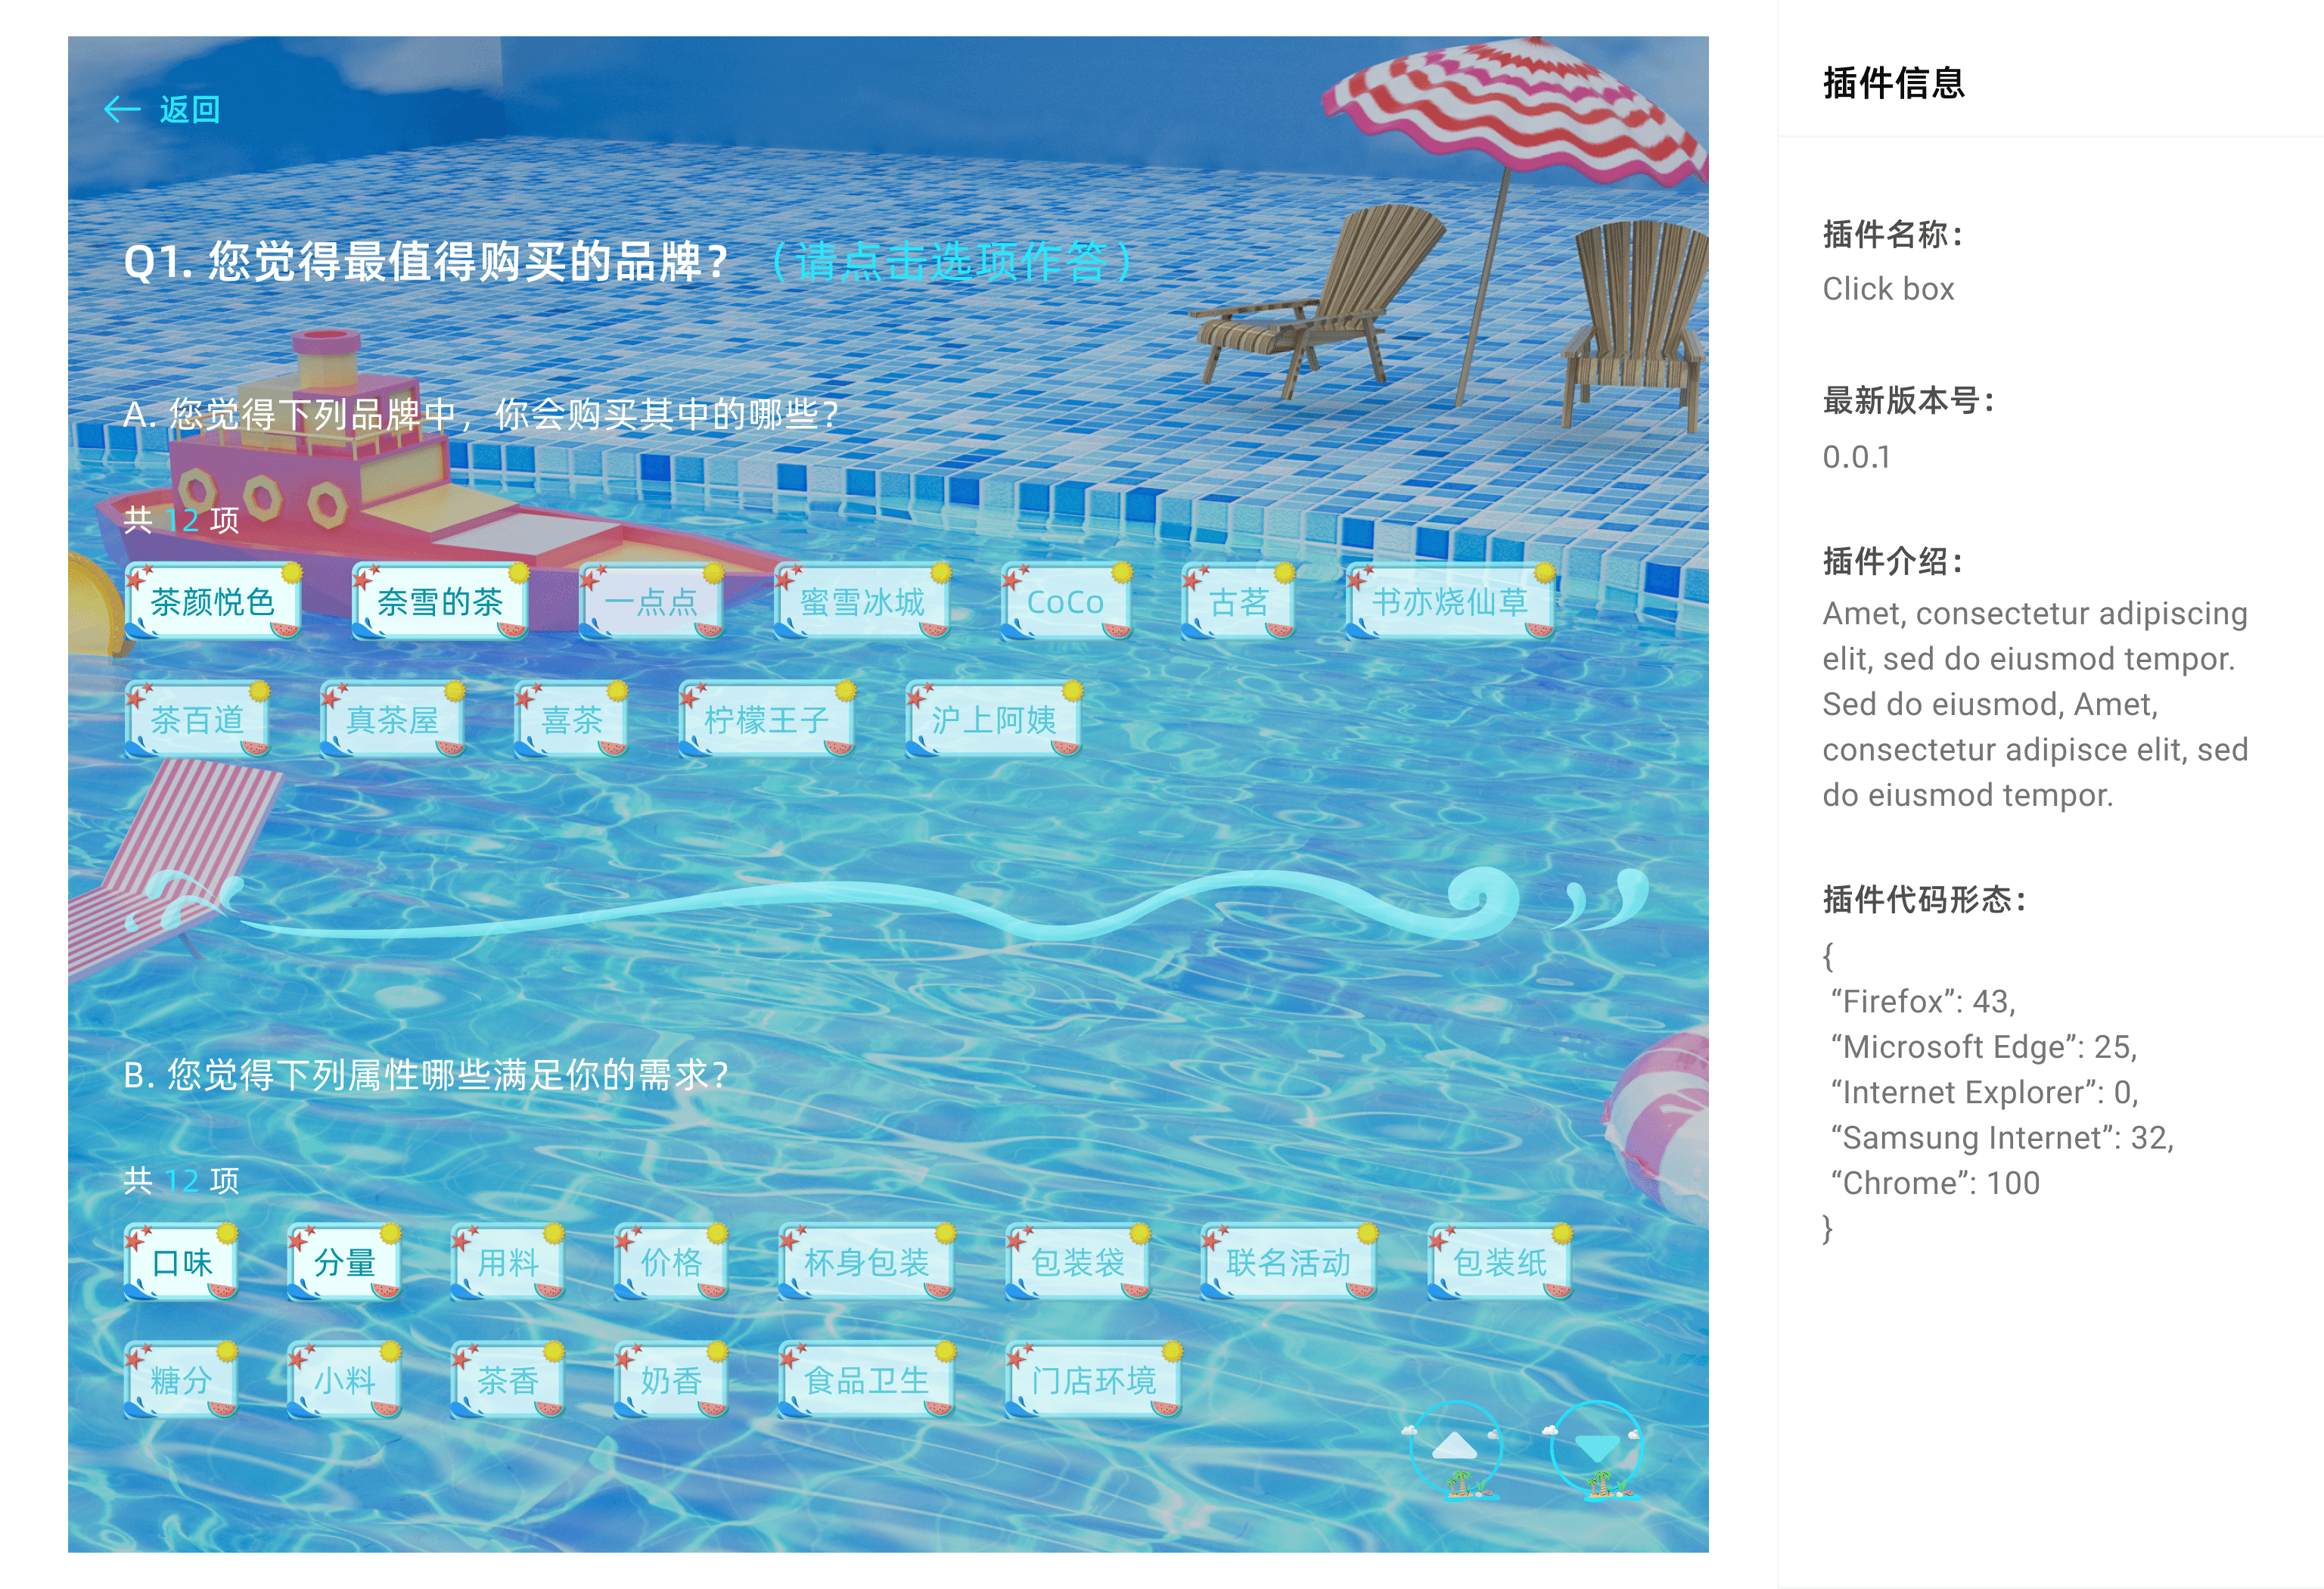 返回
Q1. 您觉得最值得购买的品牌？（请点击选项作答）
A. 您觉得下列品牌中，你会购买其中的哪些？
共 12 项
茶颜悦色 奈雪的茶 一点点 蜜雪冰城 CoCo 古茗 书亦烧仙草
茶百道 真茶屋 喜茶 柠檬王子 沪上阿姨
B. 您觉得下列属性哪些满足你的需求？
共 12 项
口味 分量 用料 价格 杯身包装 包装袋 联名活动 包装纸
糖分 小料 茶香 奶香 食品卫生 门店环境
插件信息
插件名称：
Click box
最新版本号：
0.0.1
插件介绍：
Amet, consectetur adipiscing
elit, sed do eiusmod tempor.
Sed do eiusmod, Amet,
consectetur adipisce elit, sed
do eiusmod tempor.
插件代码形态：
{
“Firefox”: 43,
“Microsoft Edge”: 25,
“Internet Explorer”: 0,
“Samsung Internet”: 32,
“Chrome”: 100
}